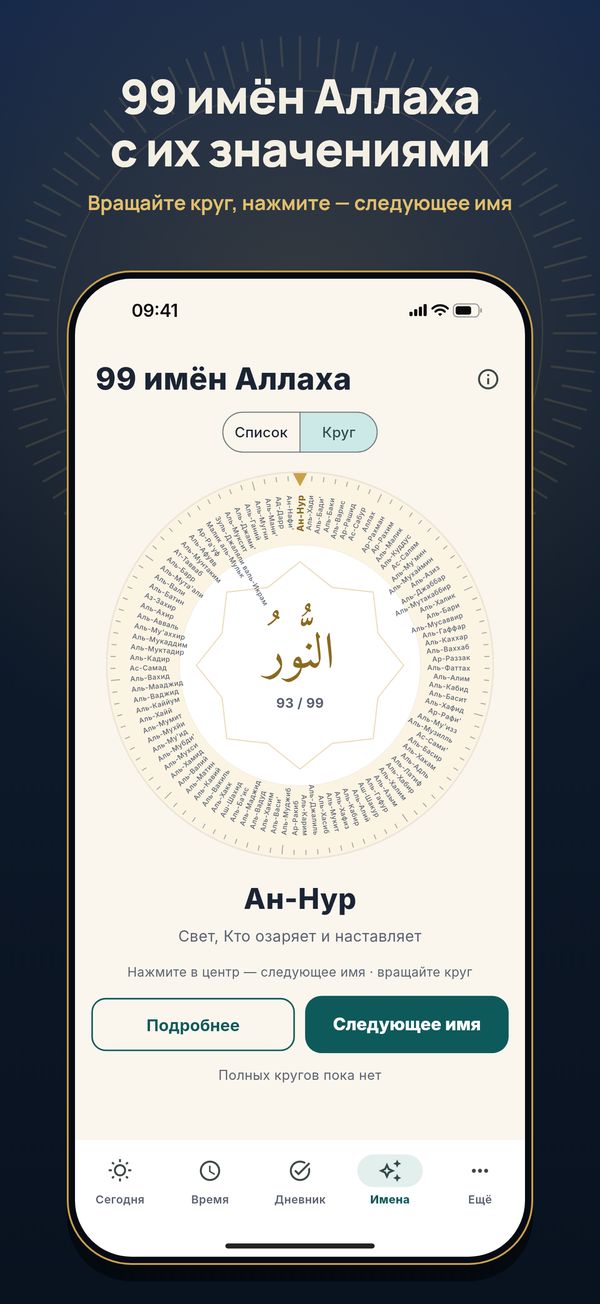 99 имён Аллаха
с их значениями
Вращайте круг, нажмите — следующее имя
09:41
99 имён Аллаха
Список
Круг
Ан-Нур
Аль-Хади
Аль-Бади'
Аль-Баки
Аль-Варис
Ар-Рашид
Ас-Сабур
Аллах
Ар-Рахман
Ар-Рахим
Аль-Малик
Аль-Куддус
Ас-Салам
Аль-Му'мин
Аль-Мухаймин
Аль-Азиз
Аль-Джаббар
Аль-Мутакаббир
Аль-Халик
Аль-Бари
Аль-Мусаввир
Аль-Гаффар
Аль-Каххар
Аль-Ваххаб
Ар-Раззак
Аль-Фаттах
Аль-Алим
Аль-Кабид
Аль-Басит
Аль-Хафид
Ар-Рафи'
Аль-Му'изз
Аль-Музилль
Ас-Сами'
Аль-Басир
Аль-Хакам
Аль-Адль
Аль-Латиф
Аль-Хабир
Аль-Халим
Аль-Азым
Аль-Гафур
Аш-Шакур
Аль-Алий
Аль-Кабир
Аль-Хафиз
Аль-Мукит
Аль-Хасиб
Аль-Джалиль
Аль-Карим
Ар-Ракиб
Аль-Муджиб
Аль-Васи'
Аль-Хаким
Аль-Вадуд
Аль-Маджид
Аль-Ба'ис
Аш-Шахид
Аль-Хакк
Аль-Вакиль
Аль-Кавий
Аль-Матин
Аль-Валий
Аль-Хамид
Аль-Мухси
Аль-Мубди'
Аль-Му'ид
Аль-Мухйи
Аль-Мумит
Аль-Хайй
Аль-Каййум
Аль-Ваджид
Аль-Мааджид
Аль-Вахид
Ас-Самад
Аль-Кадир
Аль-Муктадир
Аль-Мукаддим
Аль-Му'аххир
Аль-Авваль
Аль-Ахир
Аз-Захир
Аль-Батин
Аль-Вали
Аль-Мута'али
Аль-Барр
Ат-Тавваб
Аль-Мунтаким
Аль-Афувв
Ар-Ра'уф
Малик аль-Мульк
Зуль-Джаляли валь-Икрам
Аль-Муксит
Аль-Джами'
Аль-Ганий
Аль-Мугни
Аль-Мани'
Ад-Дарр
Ан-Нафи'
النُّورُ
93 / 99
Ан-Нур
Свет, Кто озаряет и наставляет
Нажмите в центр — следующее имя · вращайте круг
Подробнее
Следующее имя
Полных кругов пока нет
Сегодня
Время
Дневник
Имена
Ещё